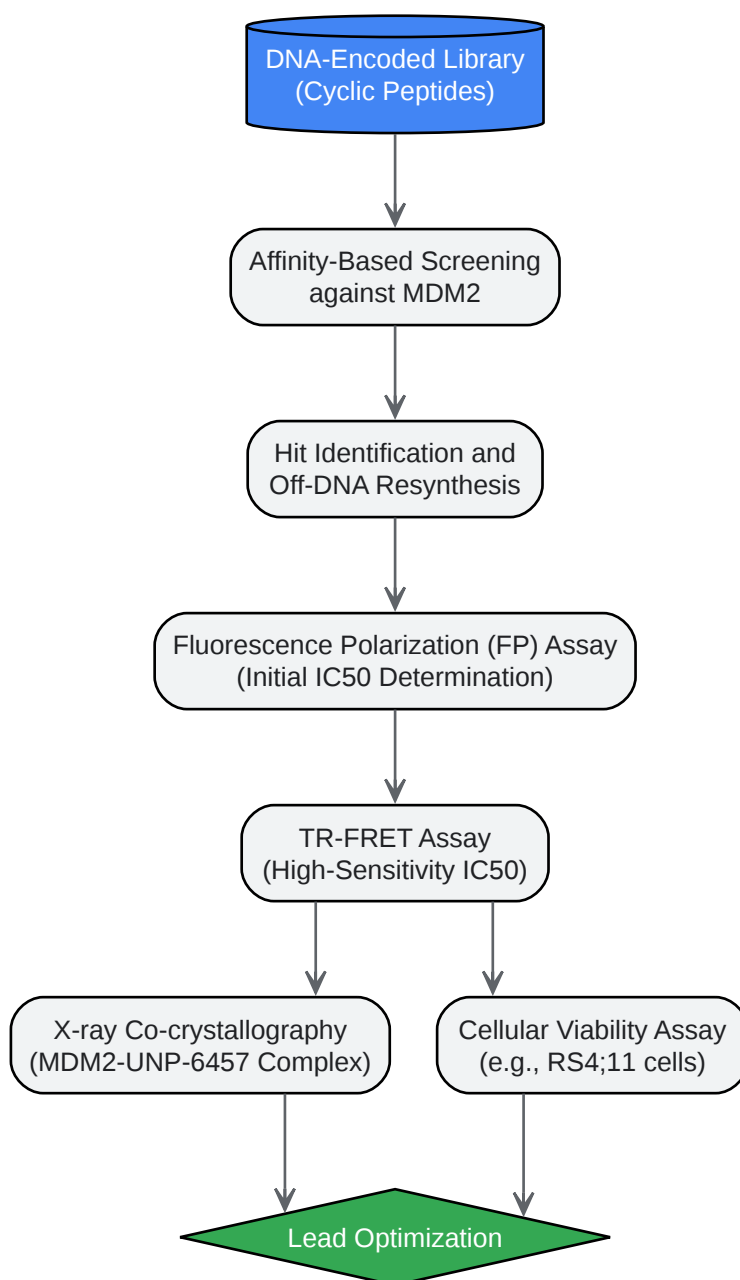 DNA-Encoded Library
(Cyclic Peptides)
Affinity-Based Screening
against MDM2
Hit Identification and
Off-DNA Resynthesis
Fluorescence Polarization (FP) Assay
(Initial IC50 Determination)
TR-FRET Assay
(High-Sensitivity IC50)
X-ray Co-crystallography
(MDM2-UNP-6457 Complex)
Cellular Viability Assay
(e.g., RS4;11 cells)
Lead Optimization